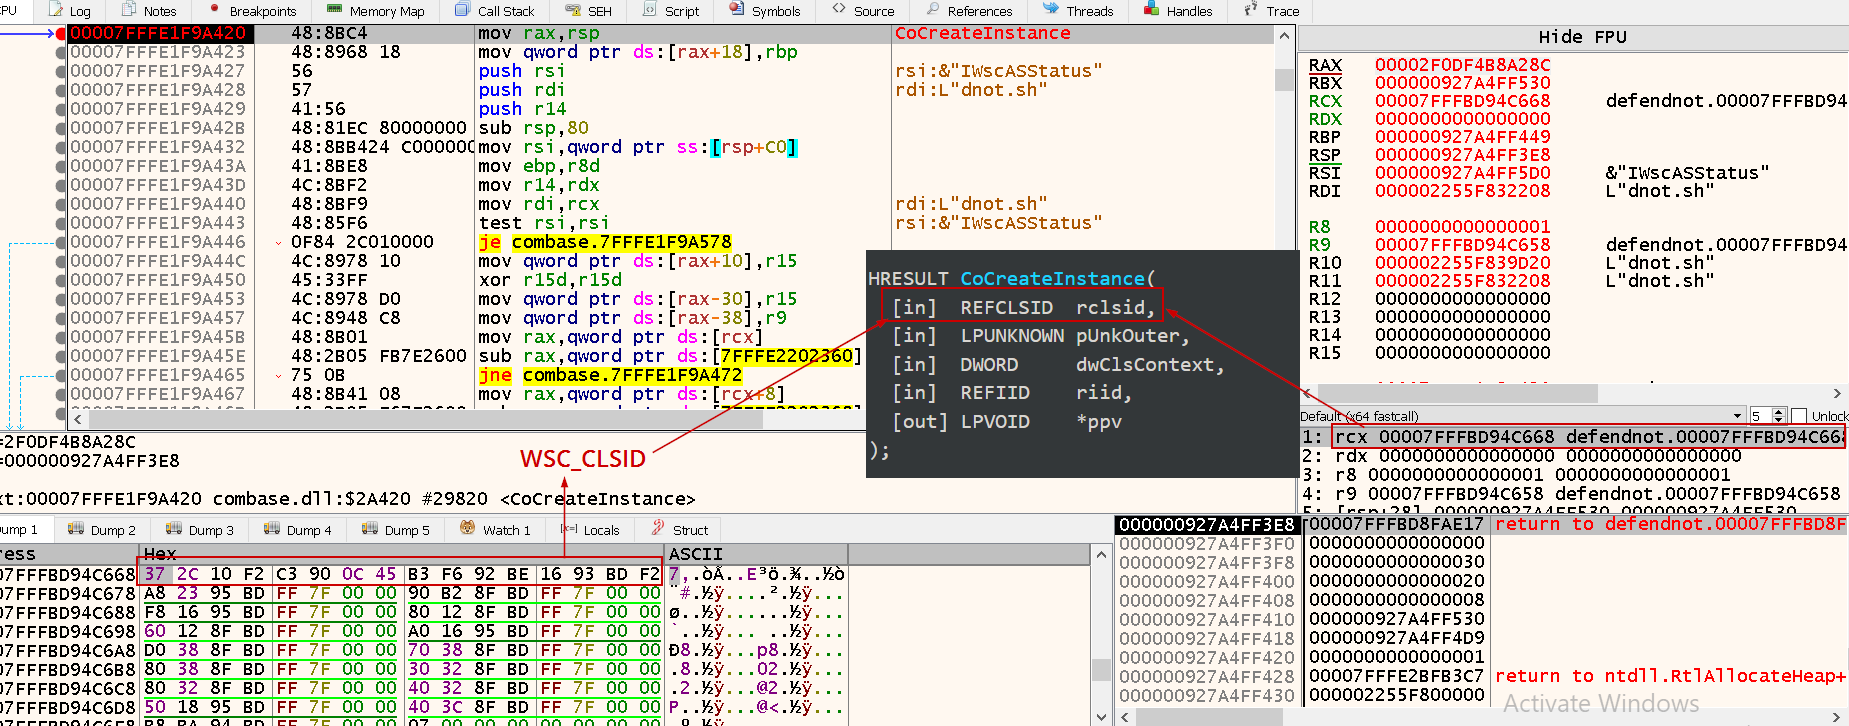 CPU Log Notes Breakpoints Memory Map Call Stack SEH Script Symbols Source References Threads Handles Trace
00007FFFE1F9A420 48:8BC4 mov rax,rsp CoCreateInstance
00007FFFE1F9A423 48:8968 18 mov qword ptr ds:[rax+18],rbp
00007FFFE1F9A427 56 push rsi rsi:&"IWscASStatus"
00007FFFE1F9A428 57 push rdi rdi:L"dnot.sh"
00007FFFE1F9A429 41:56 push r14
00007FFFE1F9A42B 48:81EC 80000000 sub rsp,80
00007FFFE1F9A432 48:8BB424 C000000 mov rsi,qword ptr ss:[rsp+C0]
00007FFFE1F9A43A 41:8BE8 mov ebp,r8d
00007FFFE1F9A43D 4C:8BF2 mov r14,rdx
00007FFFE1F9A440 48:8BF9 mov rdi,rcx rdi:L"dnot.sh"
00007FFFE1F9A443 48:85F6 test rsi,rsi rsi:&"IWscASStatus"
00007FFFE1F9A446 0F84 2C010000 je combase.7FFFE1F9A578
00007FFFE1F9A44C 4C:8978 10 mov qword ptr ds:[rax+10],r15
00007FFFE1F9A450 45:33FF xor r15d,r15d
00007FFFE1F9A453 4C:8978 D0 mov qword ptr ds:[rax-30],r15
00007FFFE1F9A457 4C:8948 C8 mov qword ptr ds:[rax-38],r9
00007FFFE1F9A45B 48:8B01 mov rax,qword ptr ds:[rcx]
00007FFFE1F9A45E 48:2B05 FB7E2600 sub rax,qword ptr ds:[7FFFE2202360]
00007FFFE1F9A465 75 0B jne combase.7FFFE1F9A472
00007FFFE1F9A467 48:8B41 08 mov rax,qword ptr ds:[rcx+8]
Hide FPU
RAX 00002F0DF4B8A28C
RBX 000000927A4FF530
RCX 00007FFFBD94C668 defendnot.00007FFFBD94
RDX 0000000000000000
RBP 000000927A4FF449
RSP 000000927A4FF3E8
RSI 000000927A4FF5D0 &"IWscASStatus"
RDI 000002255F832208 L"dnot.sh"
R8 0000000000000001
R9 00007FFFBD94C658 defendnot.00007FFFBD94
R10 000002255F839D20 L"dnot.sh"
R11 000002255F832208 L"dnot.sh"
R12 0000000000000000
R13 0000000000000000
R14 0000000000000000
R15 0000000000000000
HRESULT CoCreateInstance(
[in] REFCLSID rclsid,
[in] LPUNKNOWN pUnkOuter,
[in] DWORD dwClsContext,
[in] REFIID riid,
[out] LPVOID *ppv
);
Default (x64 fastcall) 5 Unlock
1: rcx 00007FFFBD94C668 defendnot.00007FFFBD94C66
2: rdx 0000000000000000 0000000000000000
3: r8 0000000000000001 0000000000000001
4: r9 00007FFFBD94C658 defendnot.00007FFFBD94C658
5: [rsp+28] 000000927A4FF530 000000927A4FF530
=2F0DF4B8A28C
=000000927A4FF3E8
WSC_CLSID
xt:00007FFFE1F9A420 combase.dll:$2A420 #29820 <CoCreateInstance>
ump 1 Dump 2 Dump 3 Dump 4 Dump 5 Watch 1 Locals Struct
ress Hex ASCII
07FFFBD94C668 37 2C 10 F2 C3 90 0C 45 B3 F6 92 BE 16 93 BD F2 7,.òÃ..E³ö.¾..½ò
07FFFBD94C678 A8 23 95 BD FF 7F 00 00 90 B2 8F BD FF 7F 00 00 ¨#.½ÿ....².½ÿ...
07FFFBD94C688 F8 16 95 BD FF 7F 00 00 80 12 8F BD FF 7F 00 00 ø..½ÿ......½ÿ...
07FFFBD94C698 60 12 8F BD FF 7F 00 00 A0 16 95 BD FF 7F 00 00 `..½ÿ... ..½ÿ...
07FFFBD94C6A8 D0 38 8F BD FF 7F 00 00 70 38 8F BD FF 7F 00 00 Ð8.½ÿ...p8.½ÿ...
07FFFBD94C6B8 80 38 8F BD FF 7F 00 00 30 32 8F BD FF 7F 00 00 .8.½ÿ...02.½ÿ...
07FFFBD94C6C8 80 32 8F BD FF 7F 00 00 40 32 8F BD FF 7F 00 00 .2.½ÿ...@2.½ÿ...
07FFFBD94C6D8 50 18 95 BD FF 7F 00 00 40 3C 8F BD FF 7F 00 00 P..½ÿ...@<.½ÿ...
000000927A4FF3E8 00007FFFBD8FAE17 return to defendnot.00007FFFBD8F
000000927A4FF3F0 0000000000000000
000000927A4FF3F8 0000000000000030
000000927A4FF400 0000000000000020
000000927A4FF408 0000000000000008
000000927A4FF410 000000927A4FF530
000000927A4FF418 000000927A4FF4D9
000000927A4FF420 0000000000000001
000000927A4FF428 00007FFFE2BFB3C7 return to ntdll.RtlAllocateHeap+
000000927A4FF430 000002255F800000
Activate Windows